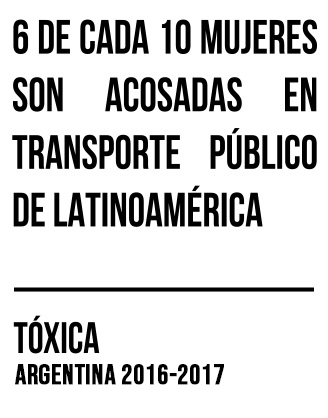 6 DE CADA 10 MUJERES
SON ACOSADAS EN
TRANSPORTE PÚBLICO
DE LATINOAMÉRICA
TÓXICA
ARGENTINA 2016-2017